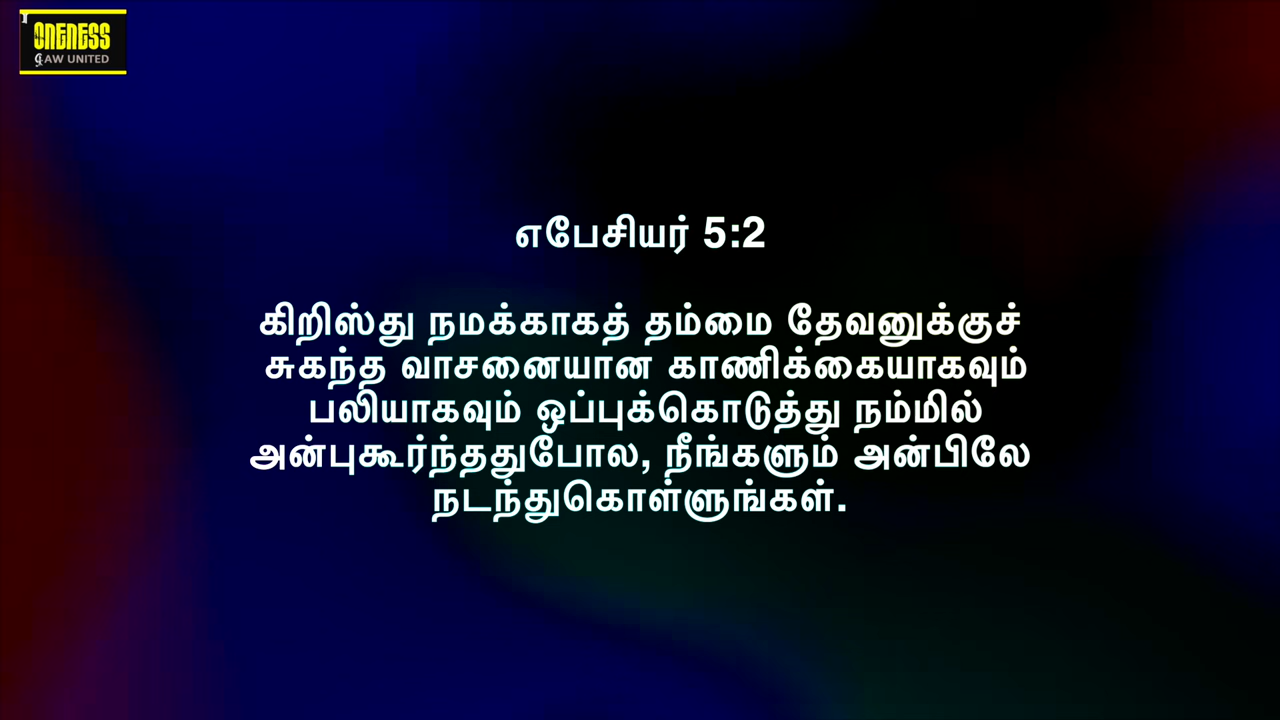 ONENESS
LAW UNITED
எபேசியர் 5:2
கிறிஸ்து நமக்காகத் தம்மை தேவனுக்குச்
சுகந்த வாசனையான காணிக்கையாகவும்
பலியாகவும் ஒப்புக்கொடுத்து நம்மில்
அன்புகூர்ந்ததுபோல, நீங்களும் அன்பிலே
நடந்துகொள்ளுங்கள்.